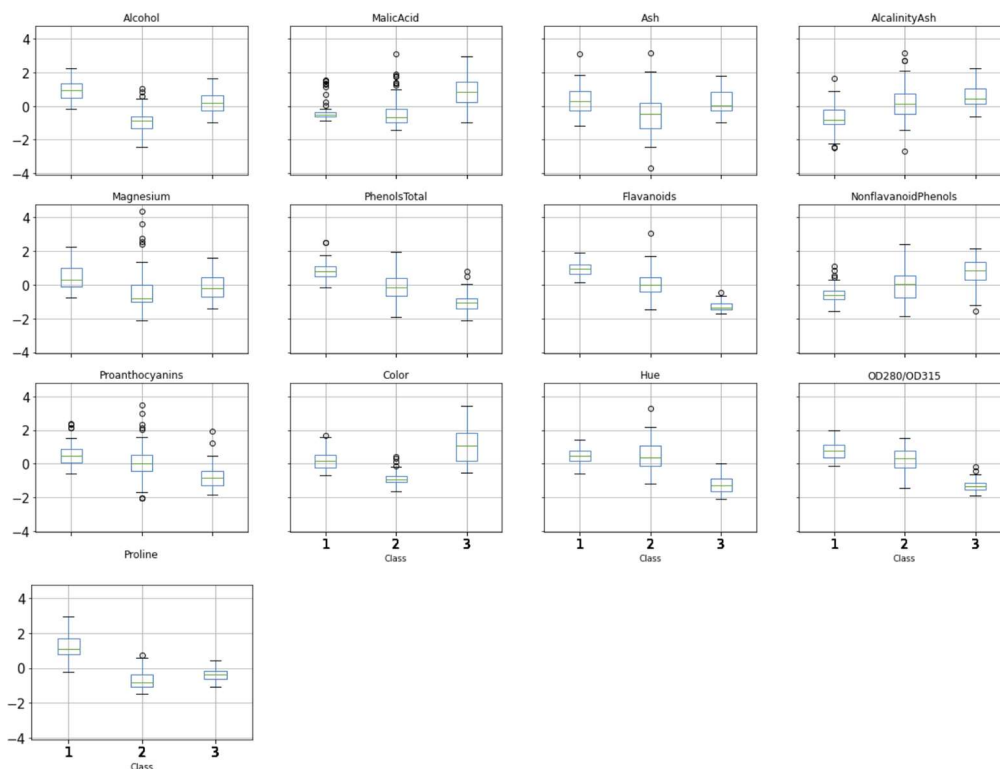 Alcohol MalicAcid Ash AlcalinityAsh
4
2
0
−2
−4
Magnesium PhenolsTotal Flavanoids NonflavanoidPhenols
4
2
0
−2
−4
Proanthocyanins Color Hue OD280/OD315
4
2
0
−2
−4
1 2 3 1 2 3 1 2 3
Class Class Class
Proline
4
2
0
−2
−4
1 2 3
Class